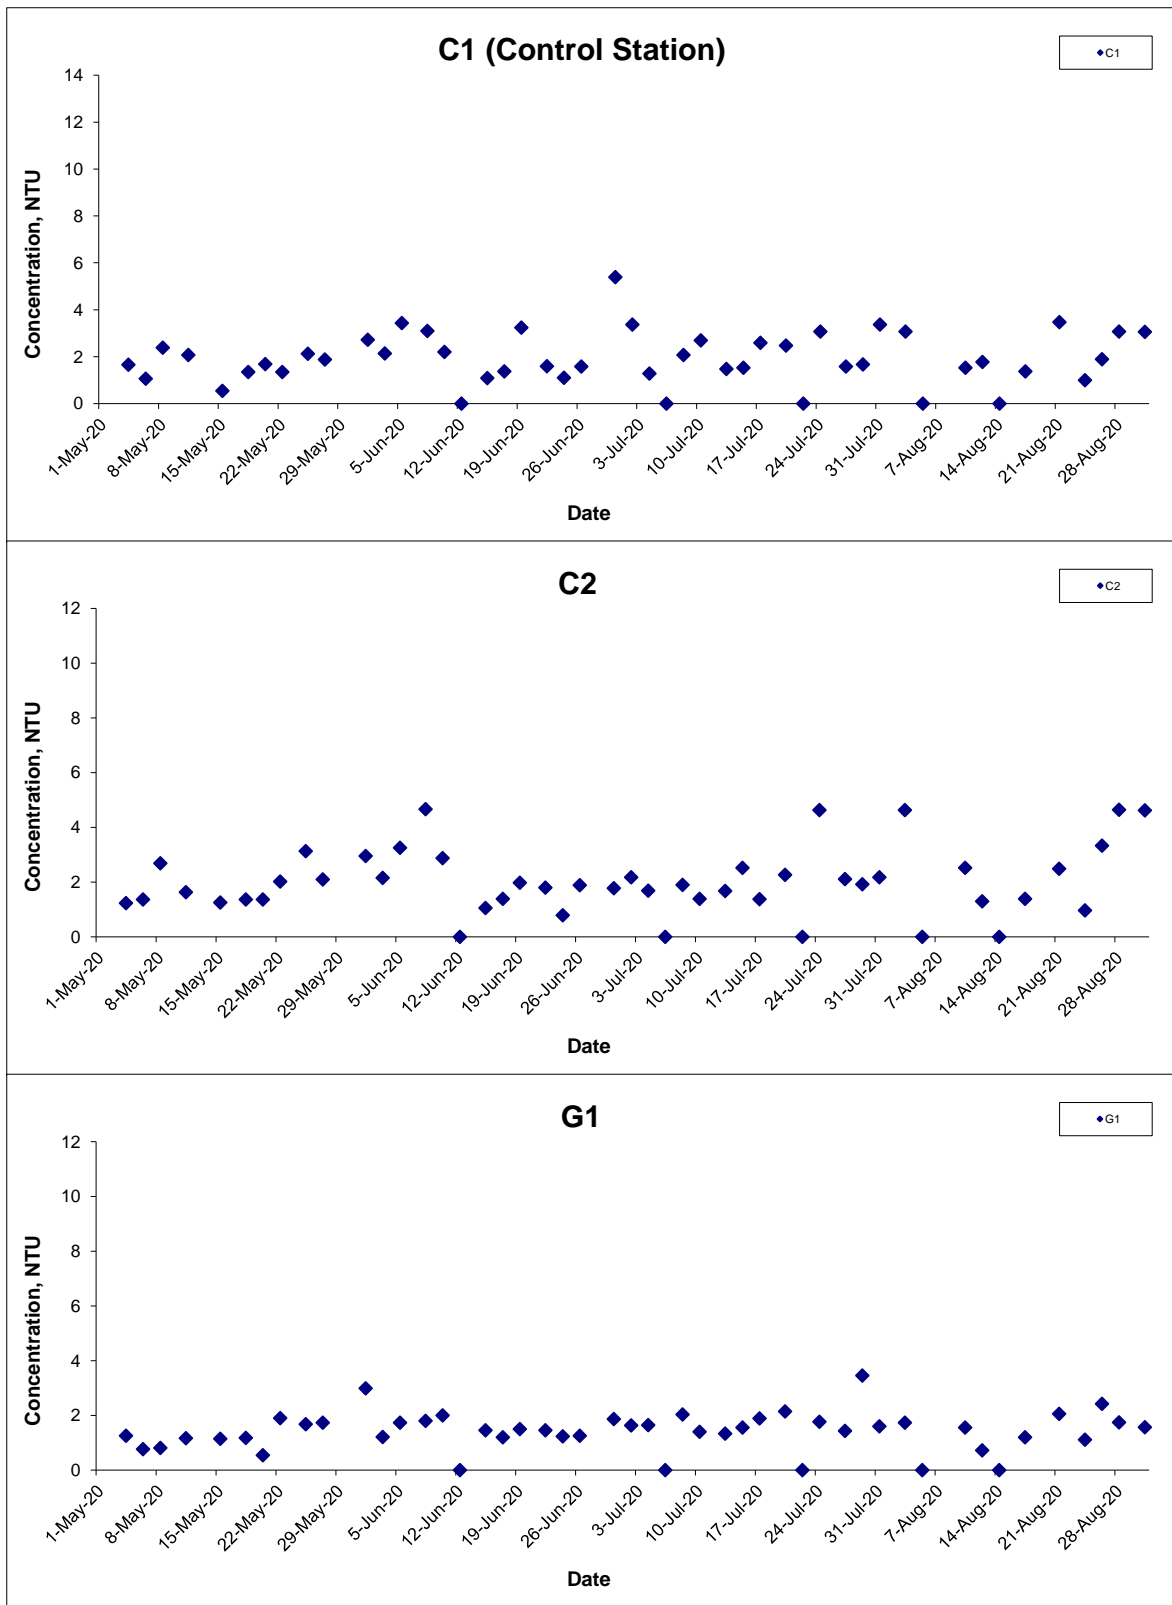 C1 (Control Station)
C1
14
12
10
8
6
4
2
0
Concentration, NTU
1-May-20
8-May-20
15-May-20
22-May-20
29-May-20
5-Jun-20
12-Jun-20
19-Jun-20
26-Jun-20
3-Jul-20
10-Jul-20
17-Jul-20
24-Jul-20
31-Jul-20
7-Aug-20
14-Aug-20
21-Aug-20
28-Aug-20
Date
C2
C2
12
10
8
6
4
2
0
Concentration, NTU
1-May-20
8-May-20
15-May-20
22-May-20
29-May-20
5-Jun-20
12-Jun-20
19-Jun-20
26-Jun-20
3-Jul-20
10-Jul-20
17-Jul-20
24-Jul-20
31-Jul-20
7-Aug-20
14-Aug-20
21-Aug-20
28-Aug-20
Date
G1
G1
12
10
8
6
4
2
0
Concentration, NTU
1-May-20
8-May-20
15-May-20
22-May-20
29-May-20
5-Jun-20
12-Jun-20
19-Jun-20
26-Jun-20
3-Jul-20
10-Jul-20
17-Jul-20
24-Jul-20
31-Jul-20
7-Aug-20
14-Aug-20
21-Aug-20
28-Aug-20
Date